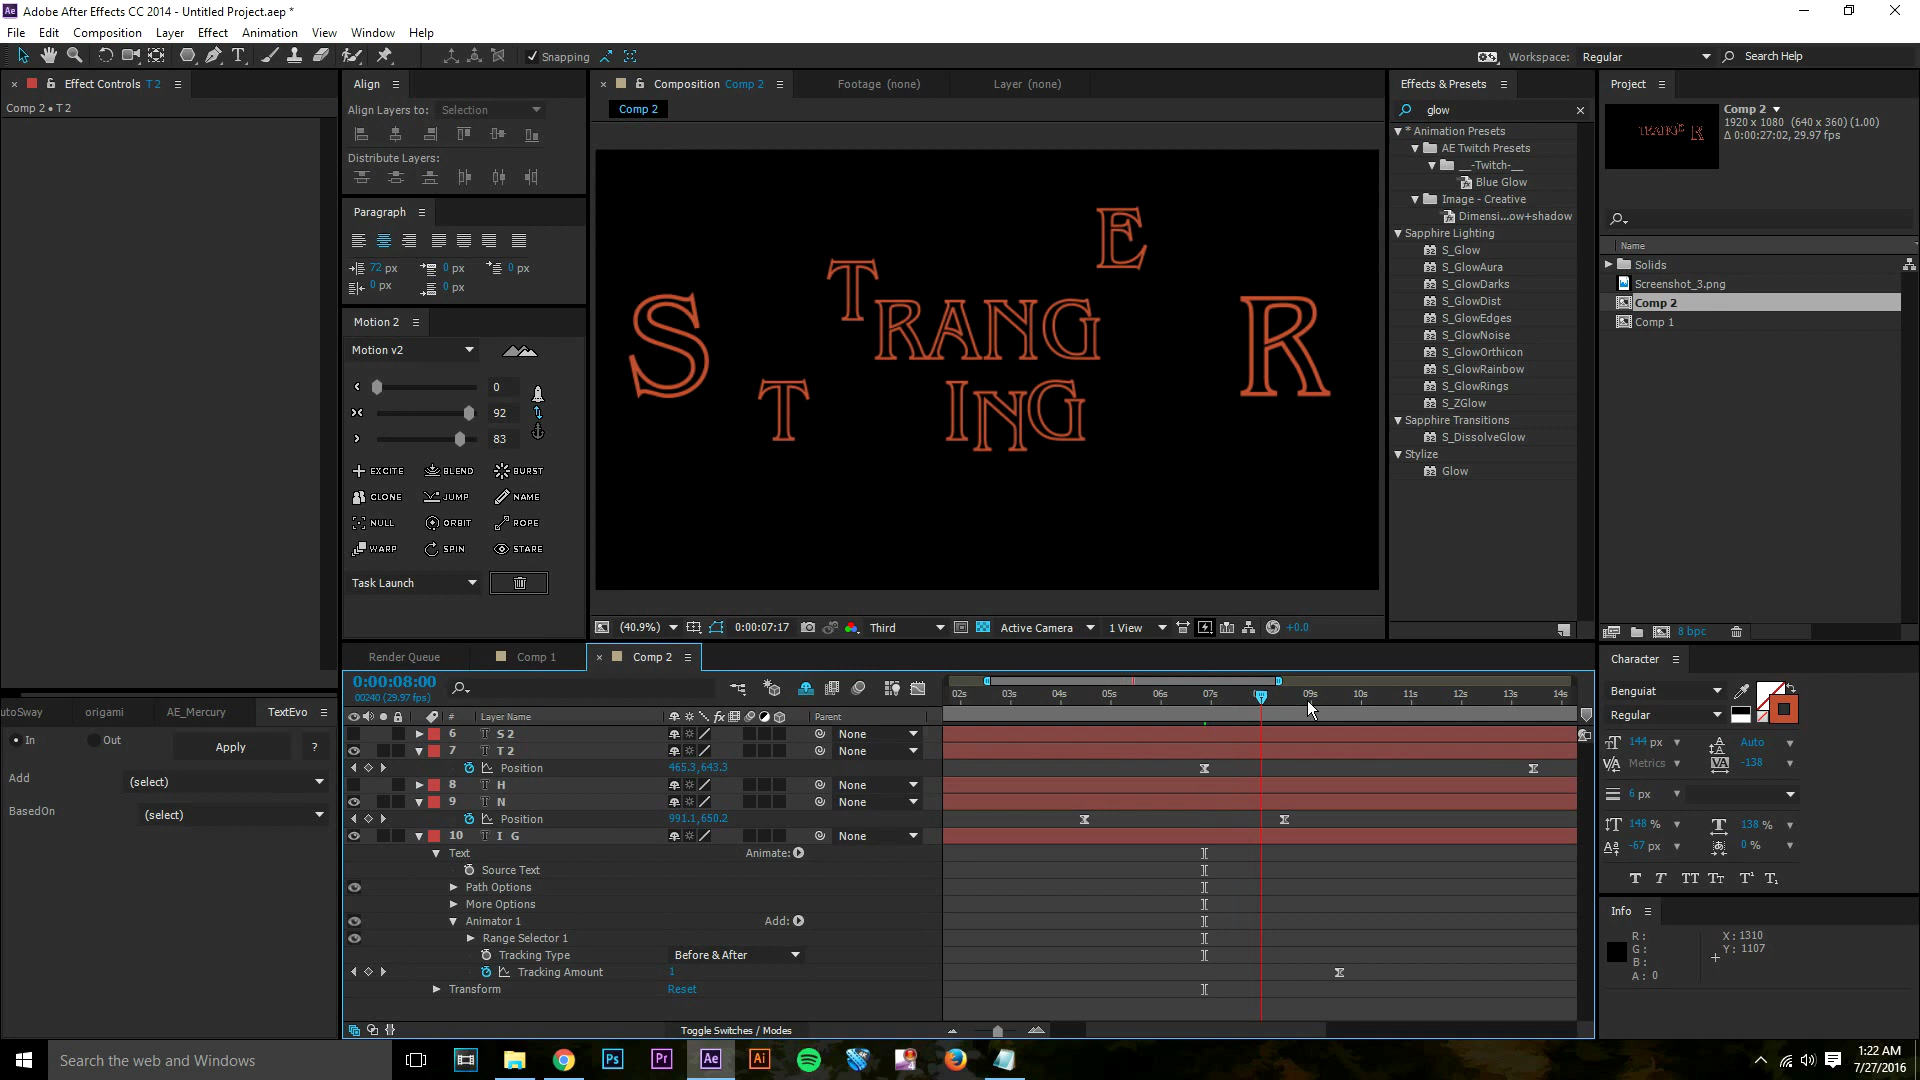 Adobe After Effects CC 2014 - Untitled Project.aep *
File Edit Composition Layer Effect Animation View Window Help
Snapping
Workspace: Regular
Search Help
Effect Controls T 2
Comp 2 • T 2
Align
Align Layers to: Selection
Distribute Layers:
Paragraph
72 px 0 px 0 px
0 px 0 px
Motion 2
Motion v2
0
92
83
EXCITE BLEND BURST
CLONE JUMP NAME
NULL ORBIT ROPE
WARP SPIN STARE
Task Launch
Composition Comp 2
Footage (none)
Layer (none)
Comp 2
E
T
S RANG R
T ING
(40.9%) 0:00:07:17 Third Active Camera 1 View +0.0
Effects & Presets
glow
* Animation Presets
AE Twitch Presets
__-Twitch-__
Blue Glow
Image - Creative
Dimensi...ow+shadow
Sapphire Lighting
S_Glow
S_GlowAura
S_GlowDarks
S_GlowDist
S_GlowEdges
S_GlowNoise
S_GlowOrthicon
S_GlowRainbow
S_GlowRings
S_ZGlow
Sapphire Transitions
S_DissolveGlow
Stylize
Glow
Project
Comp 2
1920 x 1080 (640 x 360) (1.00)
Δ 0:00:27:02, 29.97 fps
TRANG E R
Name
Solids
Screenshot_3.png
Comp 2
Comp 1
8 bpc
Character
Benguiat
Regular
144 px Auto
Metrics -138
6 px
148 % 138 %
-67 px 0 %
T T TT Tt T¹ T₁
Info
R : X : 1310
G : Y : 1107
B :
A : 0
utoSway origami AE_Mercury TextEvo
In Out Apply ?
Add (select)
BasedOn (select)
Render Queue Comp 1 Comp 2
0:00:08:00
00240 (29.97 fps)
02s 03s 04s 05s 06s 07s 09s 10s 11s 12s 13s 14s
# Layer Name Parent
6 S 2 None
7 T 2 None
Position 465.3,643.3
8 H None
9 N None
Position 991.1,650.2
10 I G None
Text Animate:
Source Text
Path Options
More Options
Animator 1 Add:
Range Selector 1
Tracking Type Before & After
Tracking Amount 1
Transform Reset
Toggle Switches / Modes
Search the web and Windows
Ps Pr Ae Ai
1:22 AM
7/27/2016